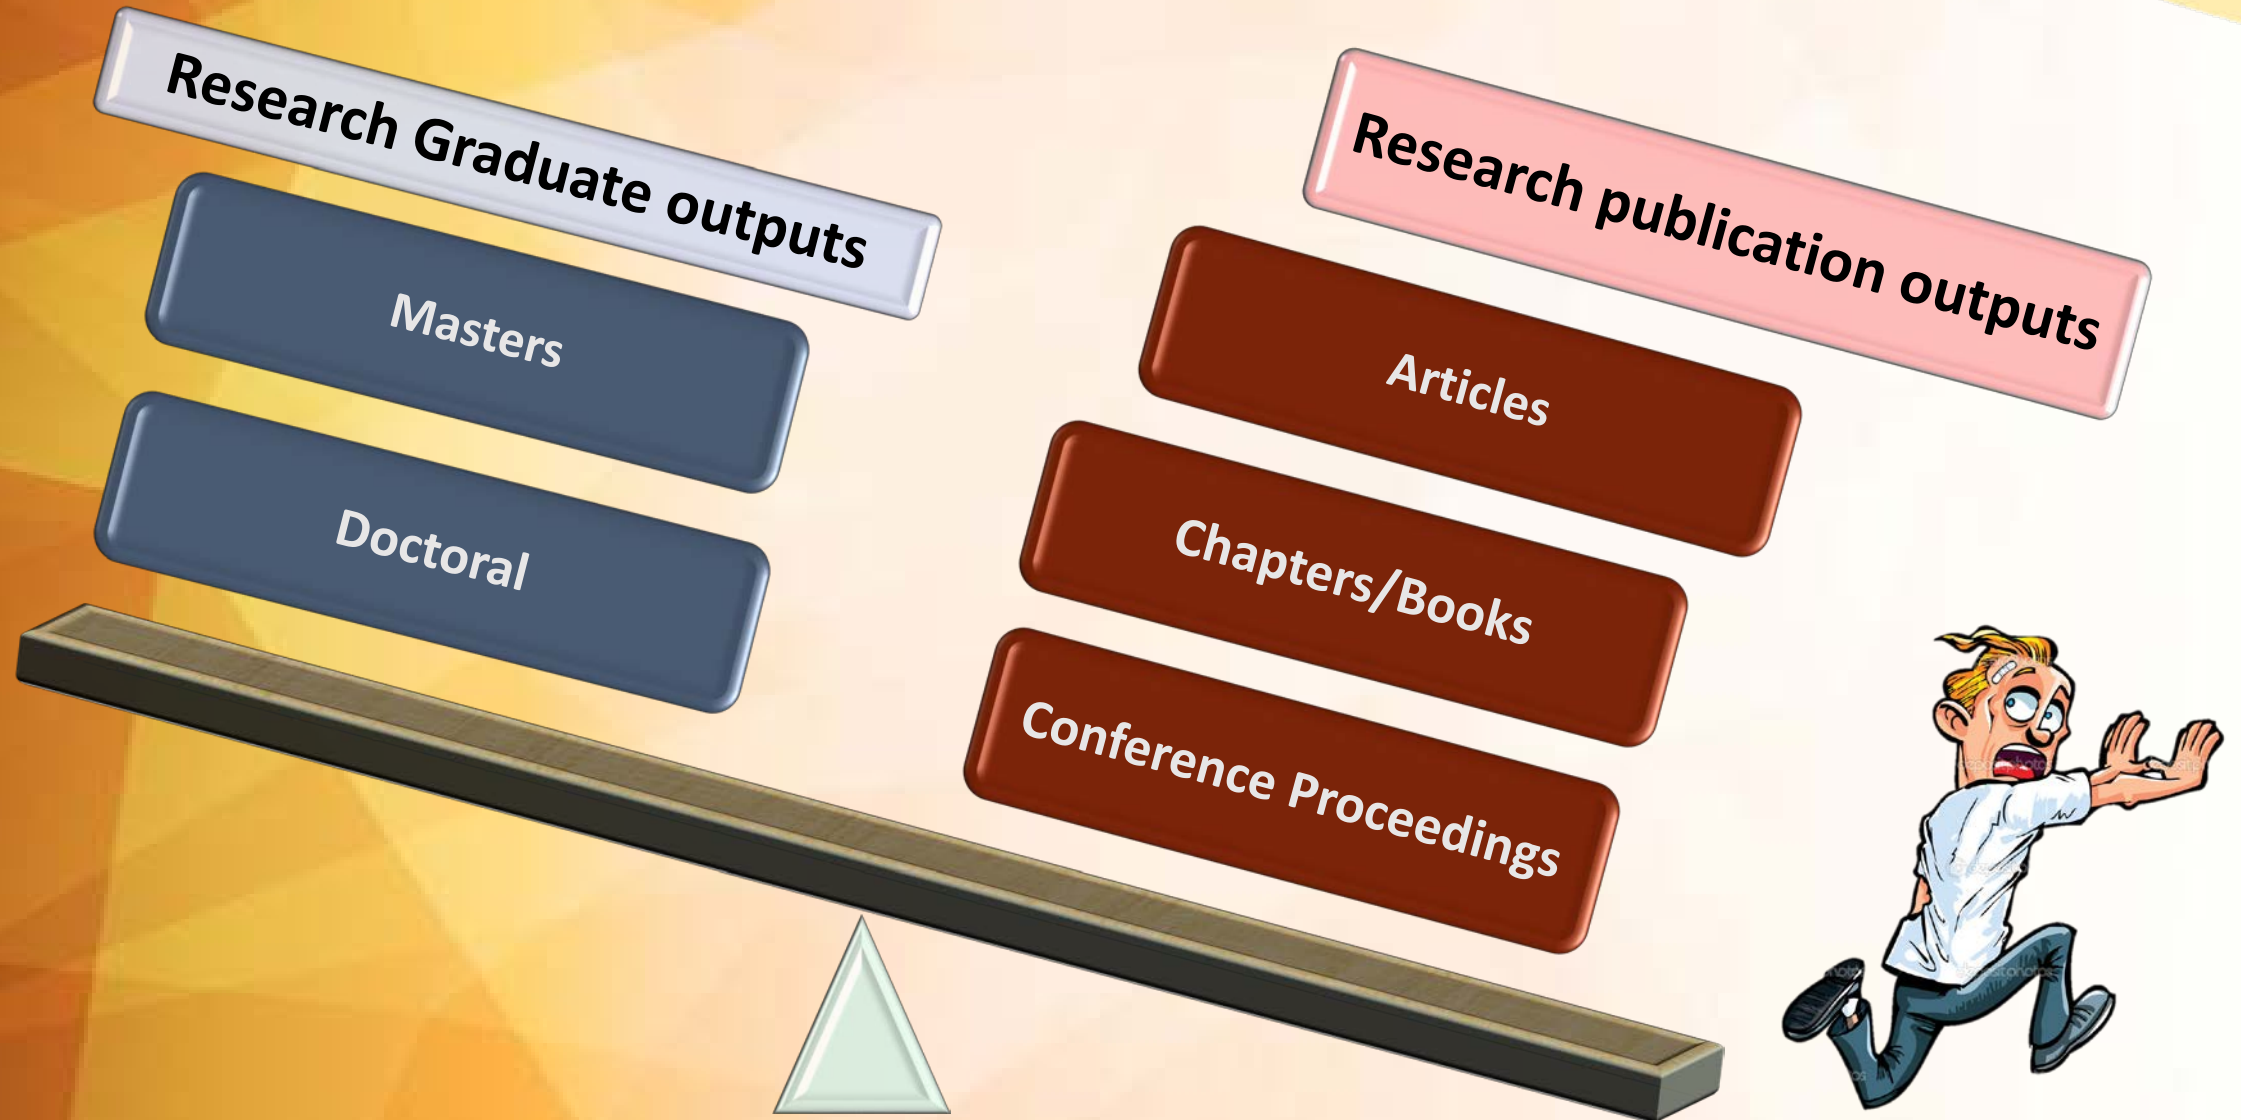 Research Graduate outputs
Masters
Doctoral
Research publication outputs
Articles
Chapters/Books
Conference Proceedings